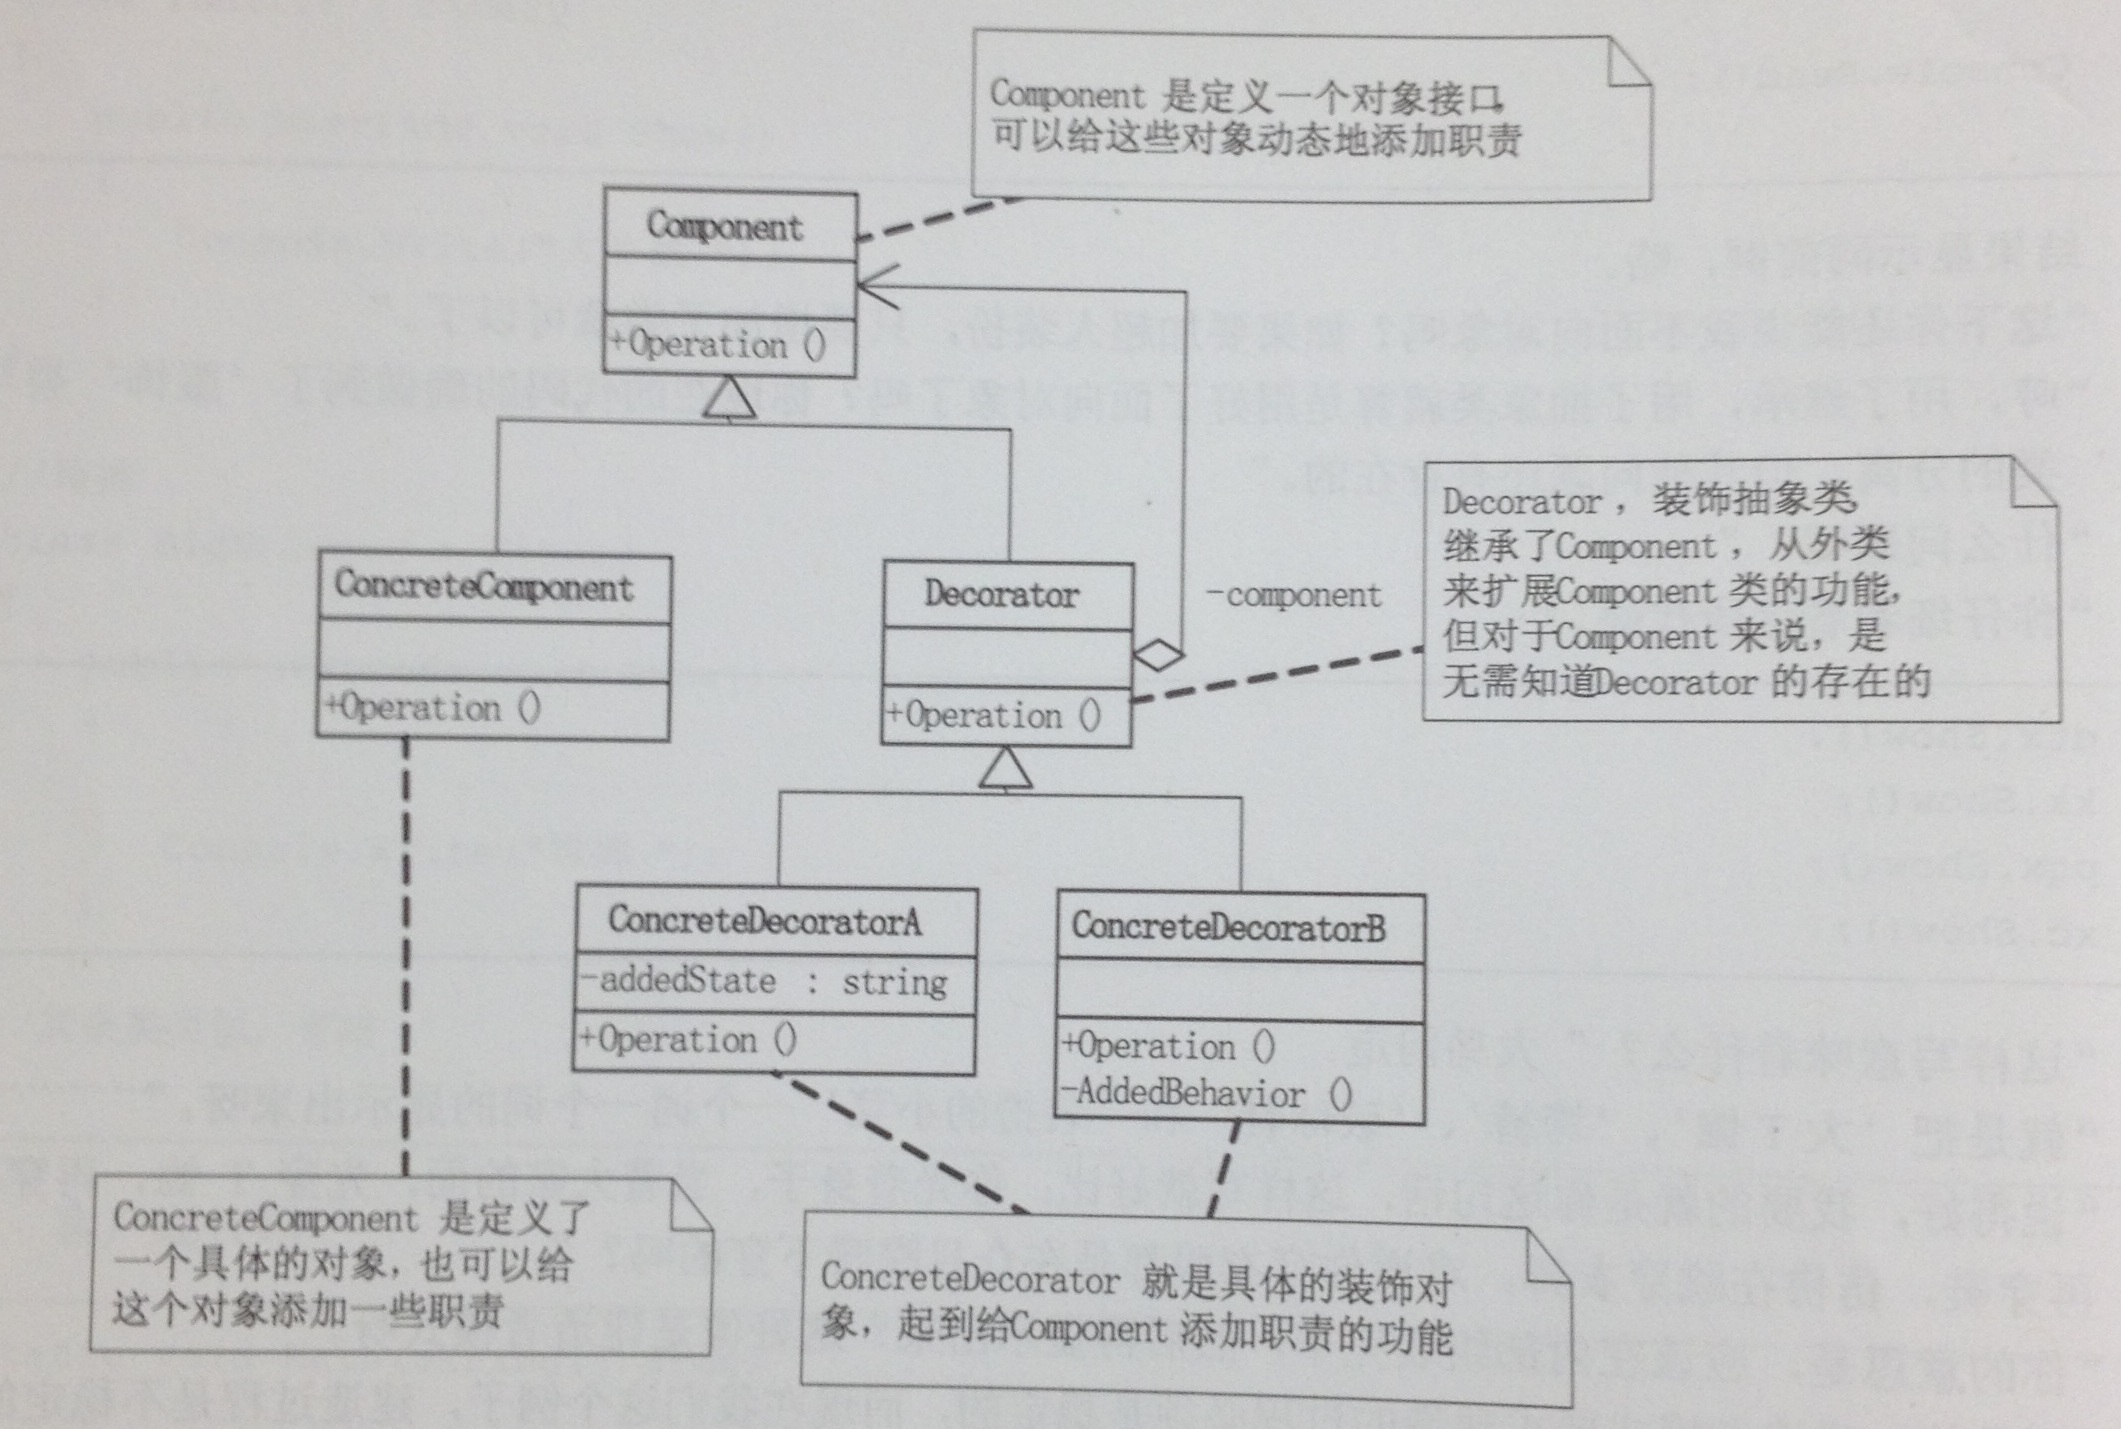 Component 是定义一个对象接口,
可以给这些对象动态地添加职责
Component
+Operation ()
Decorator , 装饰抽象类,
继承了Component , 从外类
来扩展Component 类的功能,
但对于Component 来说, 是
无需知道Decorator 的存在的
ConcreteComponent
+Operation ()
Decorator
+Operation ()
-component
ConcreteDecoratorA
-addedState : string
+Operation ()
ConcreteDecoratorB
+Operation ()
-AddedBehavior ()
ConcreteComponent 是定义了
一个具体的对象, 也可以给
这个对象添加一些职责
ConcreteDecorator 就是具体的装饰对
象, 起到给Component 添加职责的功能